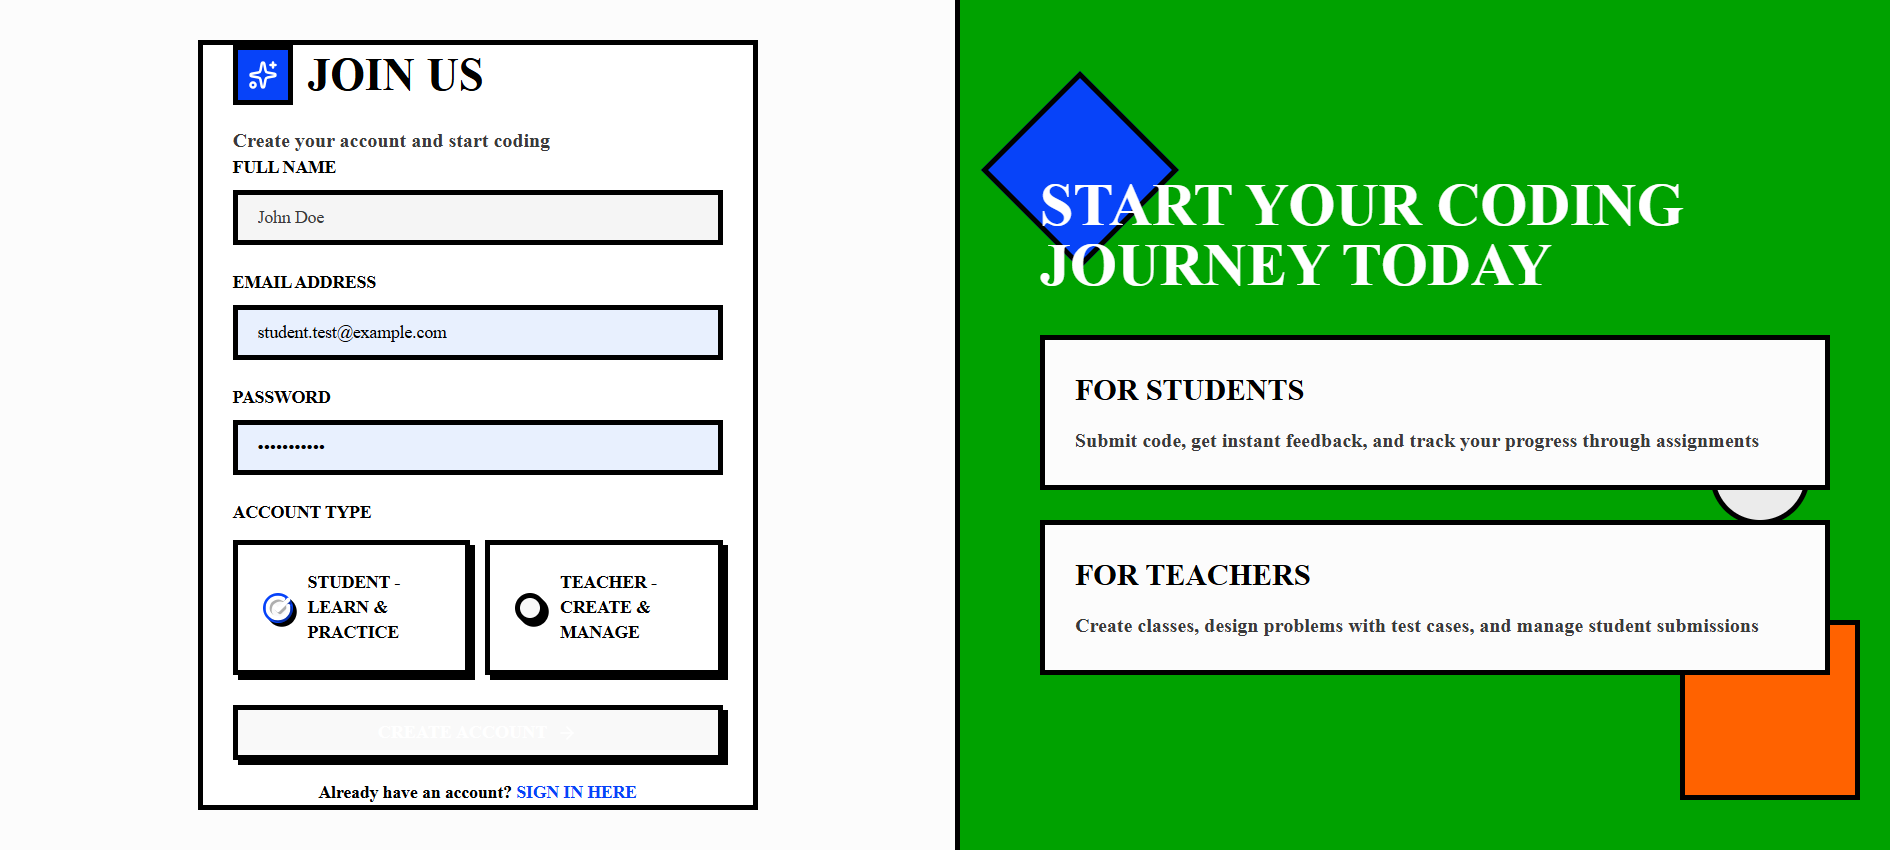 JOIN US
Create your account and start coding
FULL NAME
John Doe
EMAIL ADDRESS
student.test@example.com
PASSWORD
•••••••••••
ACCOUNT TYPE
STUDENT -
LEARN &
PRACTICE
TEACHER -
CREATE &
MANAGE
CREATE ACCOUNT →
Already have an account? SIGN IN HERE
START YOUR CODING
JOURNEY TODAY
FOR STUDENTS
Submit code, get instant feedback, and track your progress through assignments
FOR TEACHERS
Create classes, design problems with test cases, and manage student submissions